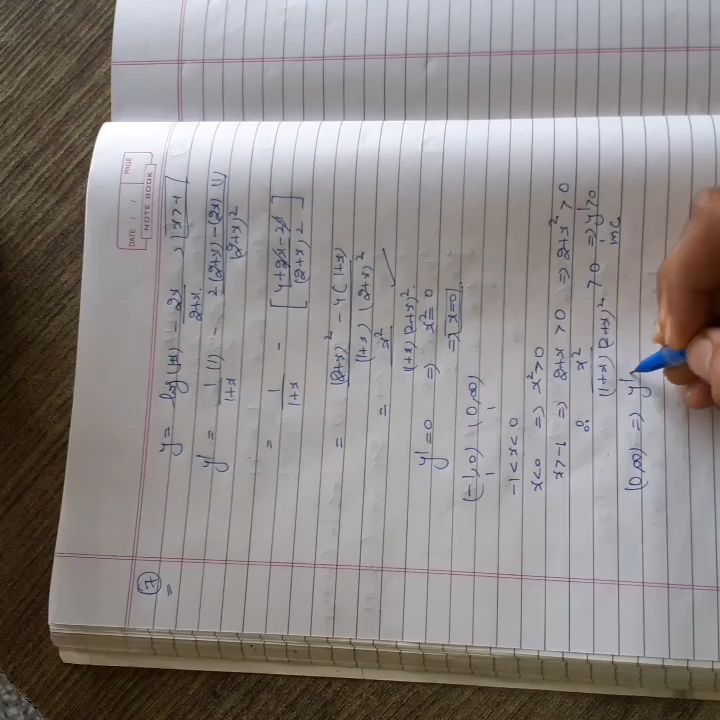 DATE / / PAGE
NOTE BOOK
7
y = log(1+x) - 2x/2+x, x>-1
y' = 1/1+x (1) - 2(2+x)-(2x)(1)/(2+x)²
= 1/1+x - [4+2x-2x/(2+x)²]
= (2+x)² - 4(1+x)/(1+x)(2+x)²
= x²/(1+x)(2+x)²
y' = 0 ⇒ x² = 0
⇒ x=0
(-1,0) (0,∞)
-1<x<0
x<0 ⇒ x²>0
x>-1 ⇒ 2+x>0 ⇒ 2+x²>0
∴ x²/(1+x)(2+x)² >0 ⇒ y'>0
inc
(0,∞) ⇒ y'